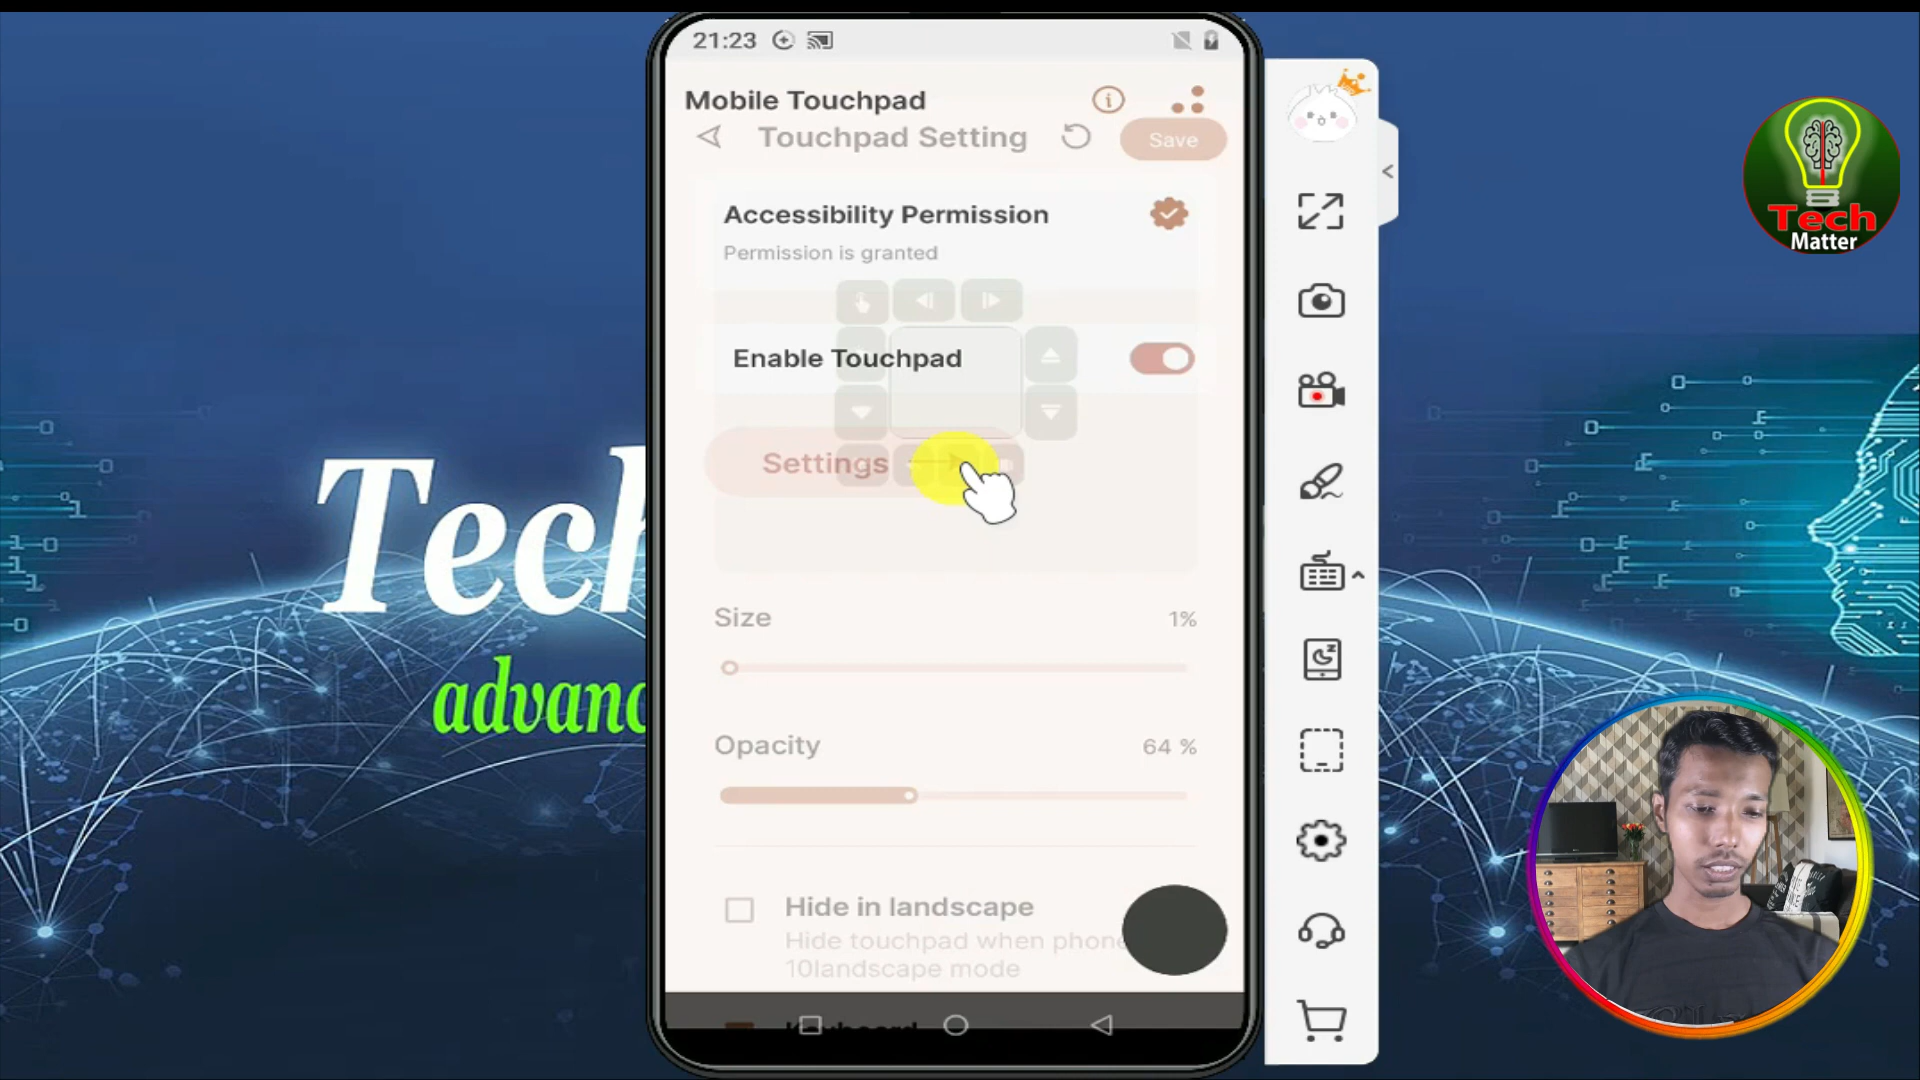 21:23
Mobile Touchpad
Touchpad Setting
Save
Accessibility Permission
Permission is granted
Enable Touchpad
Settings
Size
1%
Opacity
64 %
Hide in landscape
Hide touchpad when phone
10landscape mode
Keyboard
Tech
advanc
Tech
Matter